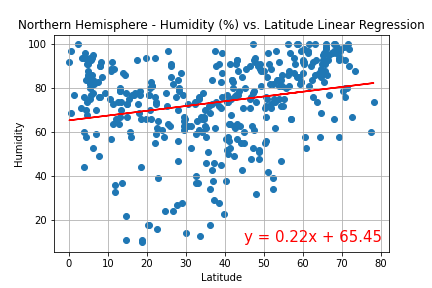 Northern Hemisphere - Humidity (%) vs. Latitude Linear Regression
100
80
60
40
20
Humidity
y = 0.22x + 65.45
0 10 20 30 40 50 60 70 80
Latitude